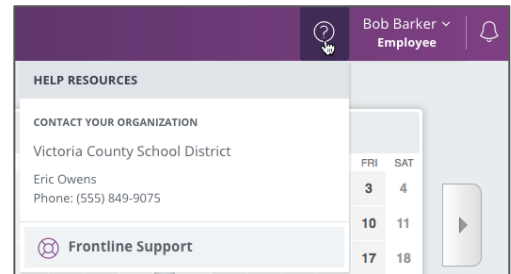 Bob Barker
Employee
HELP RESOURCES
CONTACT YOUR ORGANIZATION
Victoria County School District
Eric Owens
Phone: (555) 849-9075
Frontline Support
FRI SAT
3 4
10 11
17 18